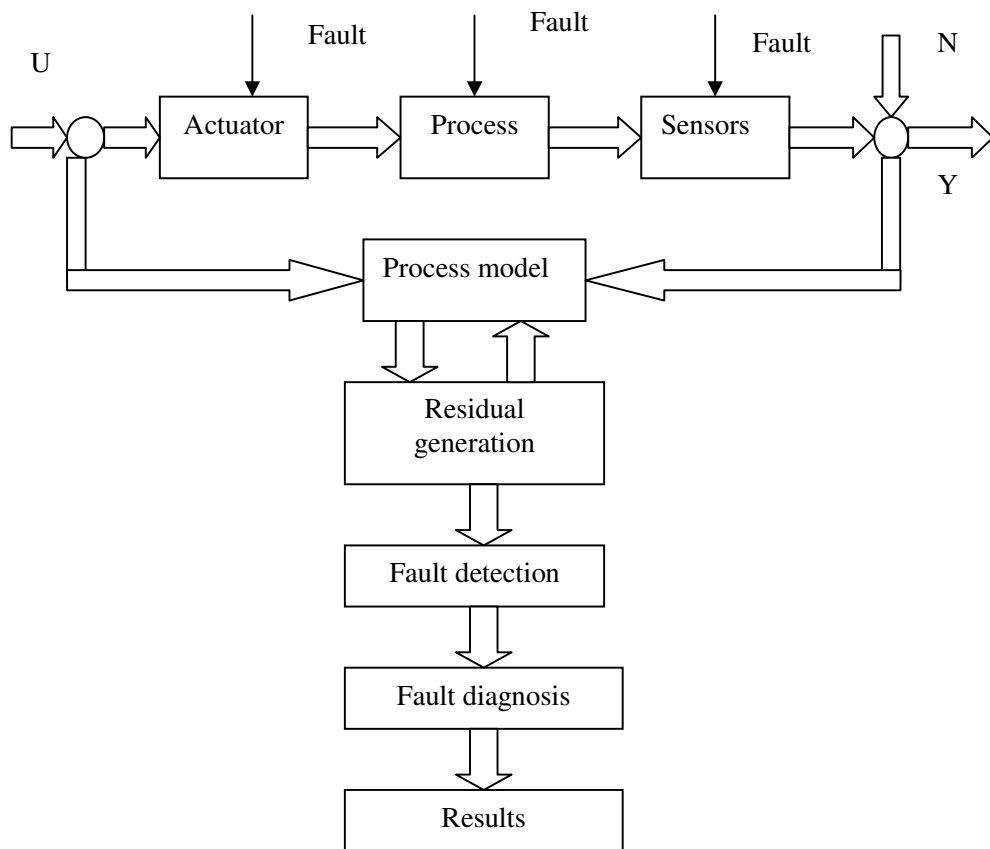 Fault
Fault
Fault
U
N
Actuator
Process
Sensors
Y
Process model
Residual
generation
Fault detection
Fault diagnosis
Results